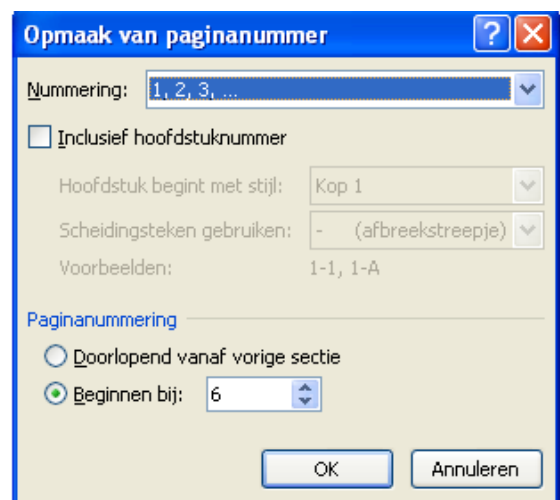 Opmaak van paginanummer
Nummering: 1, 2, 3, ...
Inclusief hoofdstuknummer
Hoofdstuk begint met stijl: Kop 1
Scheidingsteken gebruiken: - (afbreekstreepje)
Voorbeelden: 1-1, 1-A
Paginanummering
Doorlopend vanaf vorige sectie
Beginnen bij: 6
OK Annuleren